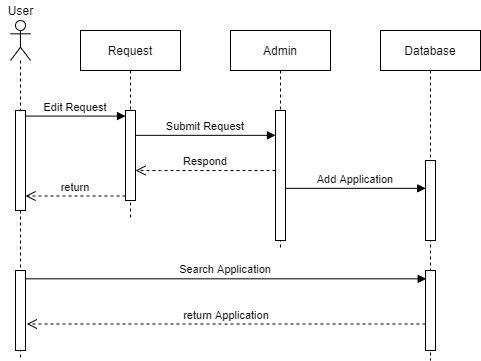 User
Request
Admin
Database
Edit Request
Submit Request
Respond
Add Application
return
Search Application
return Application